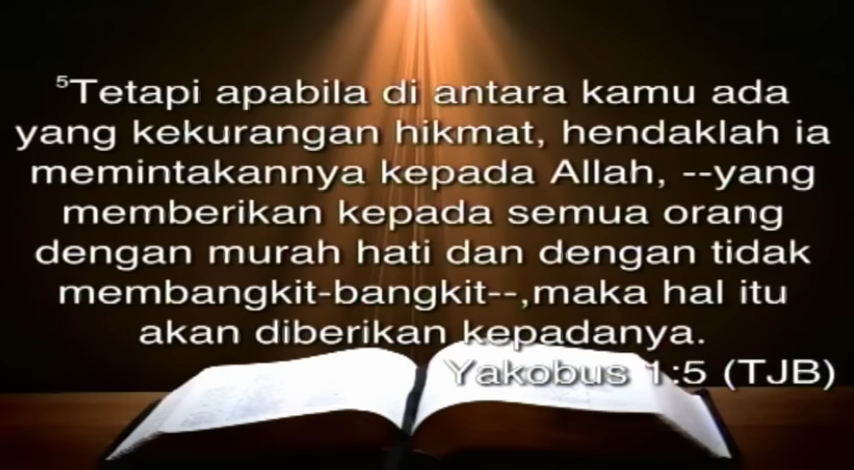 ⁵Tetapi apabila di antara kamu ada
yang kekurangan hikmat, hendaklah ia
memintakannya kepada Allah, --yang
memberikan kepada semua orang
dengan murah hati dan dengan tidak
membangkit-bangkit--,maka hal itu
akan diberikan kepadanya.
Yakobus 1:5 (TJB)